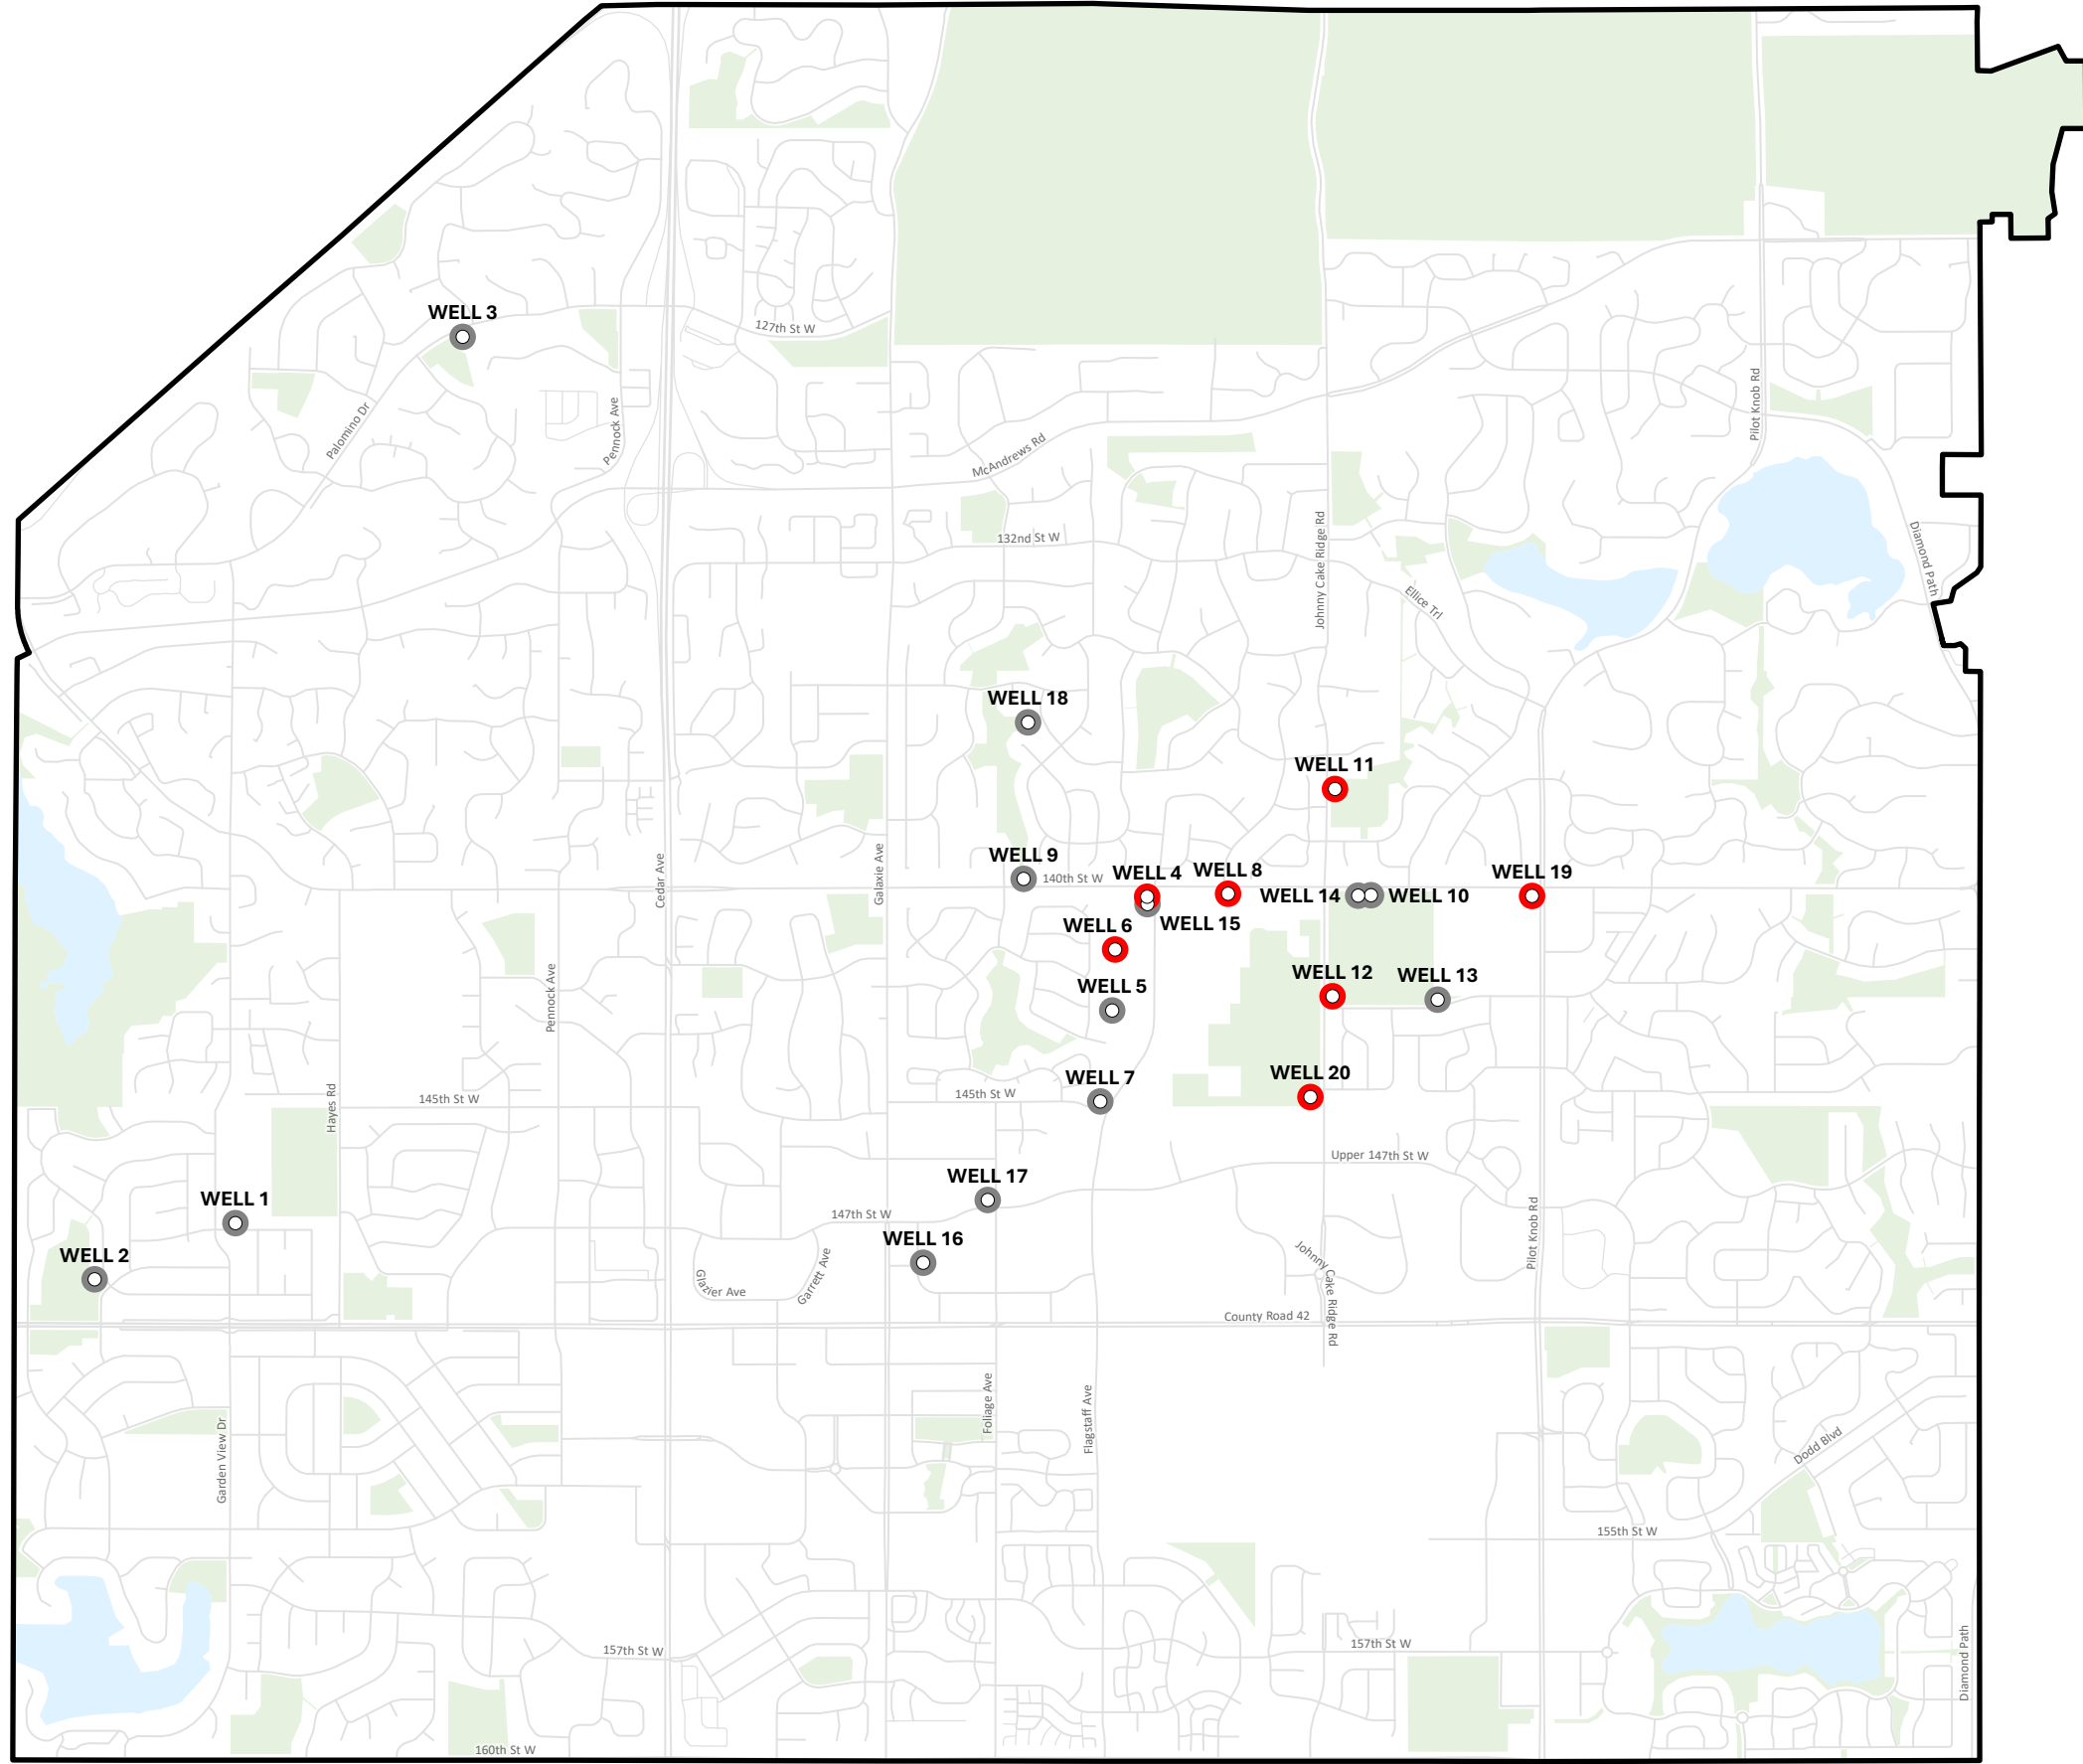 WELL 3
127th St W
Palomino Dr
Pennock Ave
Pilot Knob Rd
McAndrews Rd
132nd St W
Johnny Cake Ridge Rd
Diamond Path
Ellice Trl
WELL 18
WELL 11
Cedar Ave
Galaxie Ave
WELL 9
140th St W
WELL 4
WELL 8
WELL 14
WELL 10
WELL 19
WELL 6
WELL 15
WELL 5
WELL 12
WELL 13
Pennock Ave
WELL 7
WELL 20
Hayes Rd
145th St W
145th St W
Upper 147th St W
WELL 17
WELL 1
147th St W
WELL 16
WELL 2
Glazier Ave
Garrett Ave
Johnny Cake Ridge Rd
Pilot Knob Rd
County Road 42
Foliage Ave
Flagstaff Ave
Garden View Dr
Dodd Blvd
155th St W
157th St W
157th St W
Diamond Path
160th St W